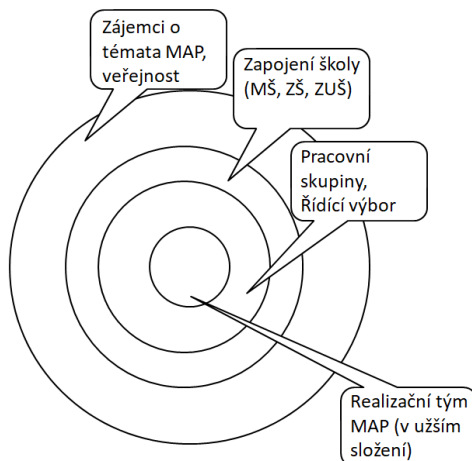 Zájemci o
témata MAP,
veřejnost
Zapojení školy
(MŠ, ZŠ, ZUŠ)
Pracovní
skupiny,
Řídící výbor
Realizační tým
MAP (v užším
složení)